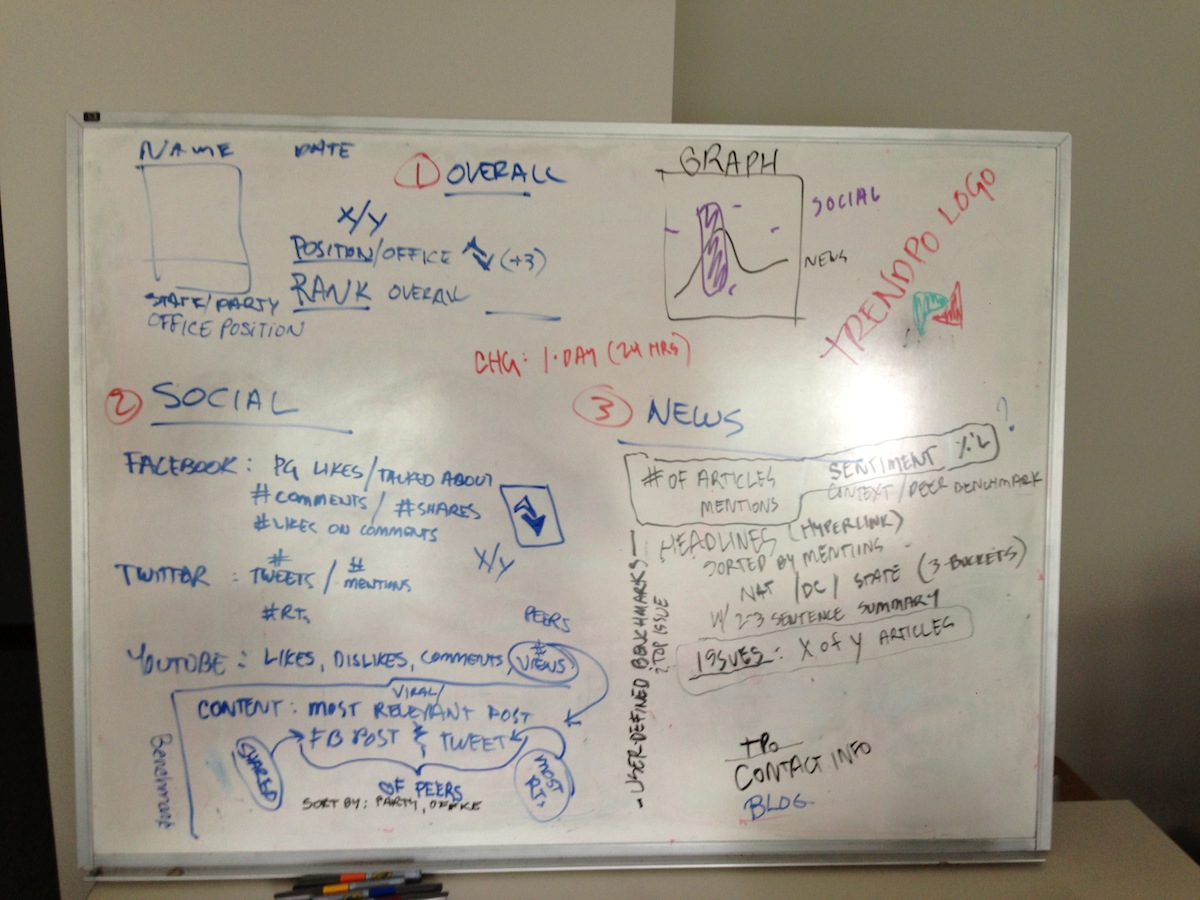 NAME
DATE
① OVERALL
X/Y
POSITION/OFFICE (+3)
RANK OVERALL
STATE/PARTY
OFFICE POSITION
GRAPH
SOCIAL
NEWS
TRENDPO LOGO
CHG: 1·DAY (24 HRS)
② SOCIAL
FACEBOOK: PG LIKES/TALKED ABOUT
#COMMENTS / #SHARES
#LIKES ON COMMENTS
X/Y
TWITTER: # TWEETS / # MENTIONS
#RTs
PEERS
YOUTUBE: LIKES, DISLIKES, COMMENTS, # VIEWS
VIRAL/
CONTENT: MOST RELEVANT POST
FB POST & TWEET
SHARED
MOST RTs
OF PEERS
SORT BY: PARTY, OFFICE
Benchmark
③ NEWS
# OF ARTICLES
MENTIONS
SENTIMENT
?
CONTEXT/PEER BENCHMARK
HEADLINES (HYPERLINK)
SORTED BY MENTIINS
NAT /DC/ STATE (3-BUCKETS)
W/ 2-3 SENTENCE SUMMARY
ISSUES: X of Y ARTICLES
- USER-DEFINED BENCHMARKS -
? TOP ISSUE
TPO
CONTACT INFO
BLOG